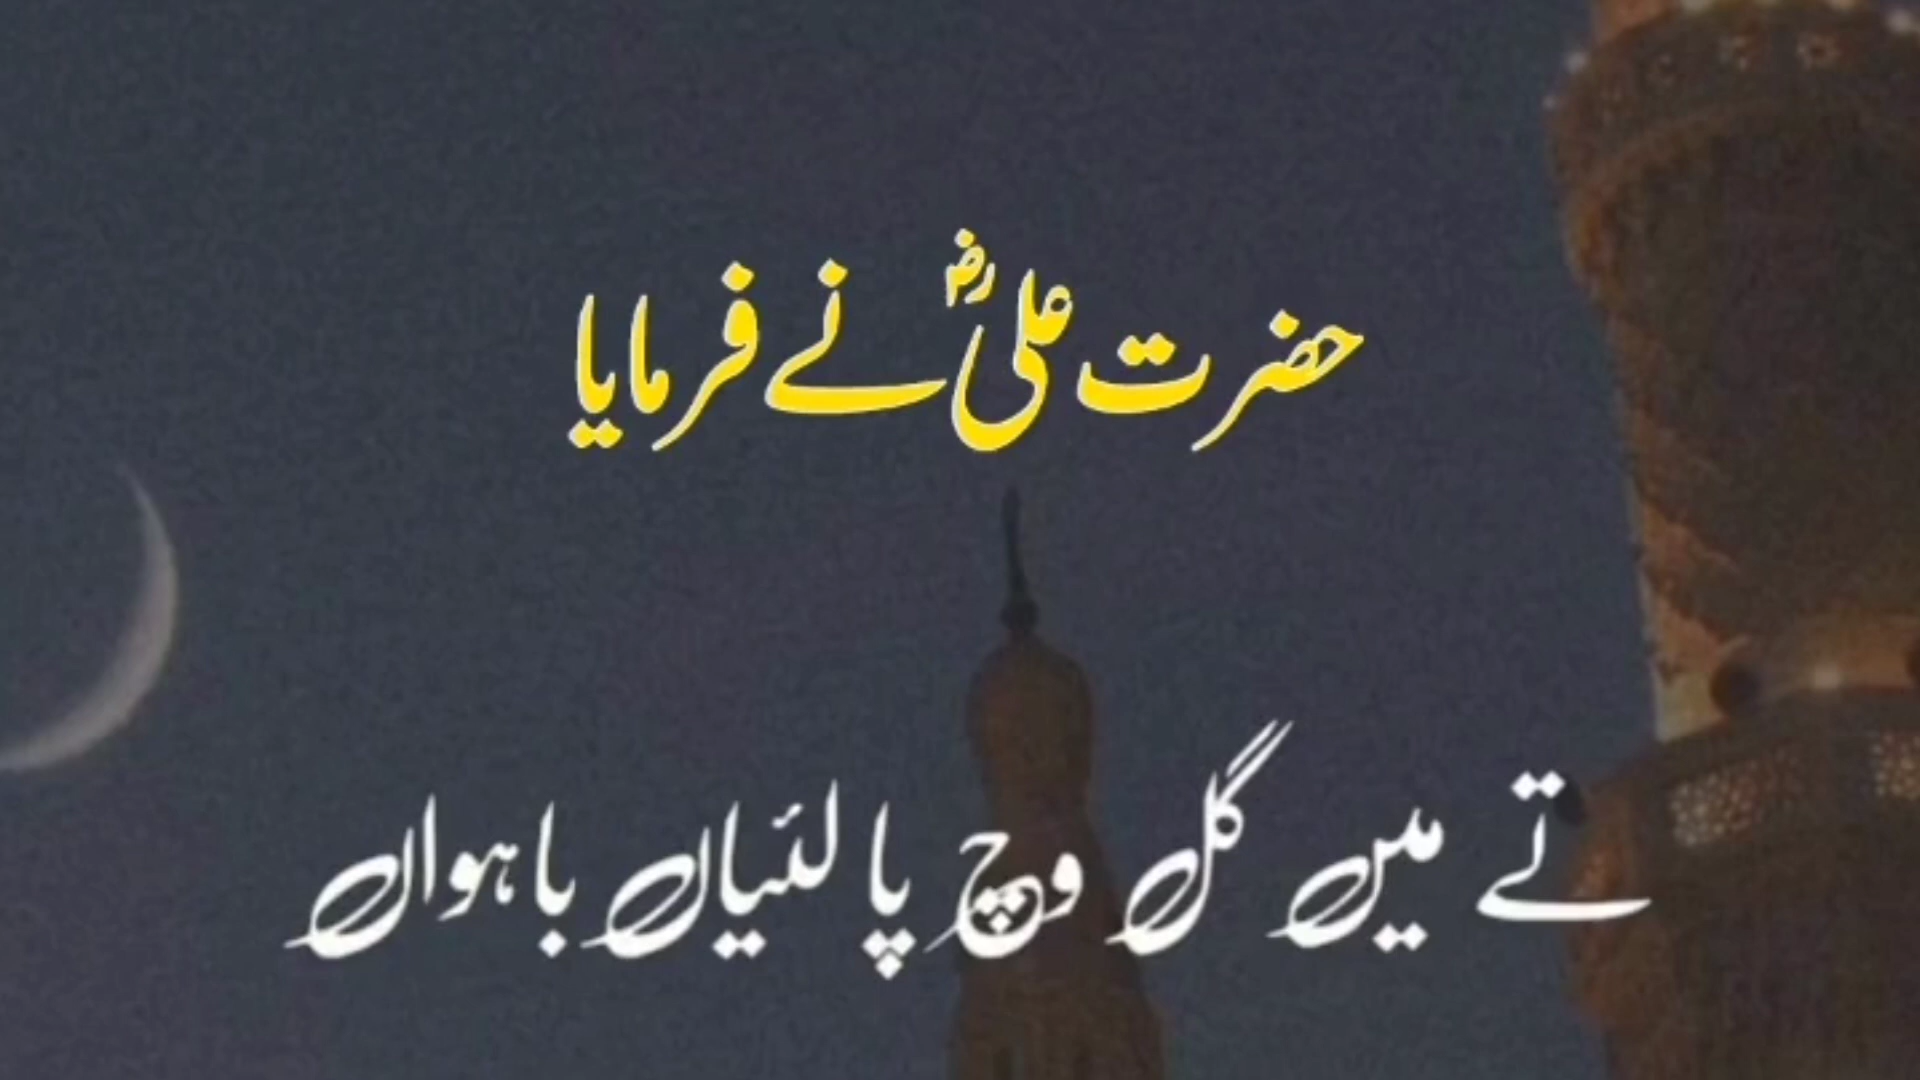 حضرت علیؓ نے فرمایا
تے میں گل وچ پا لئیاں باہواں